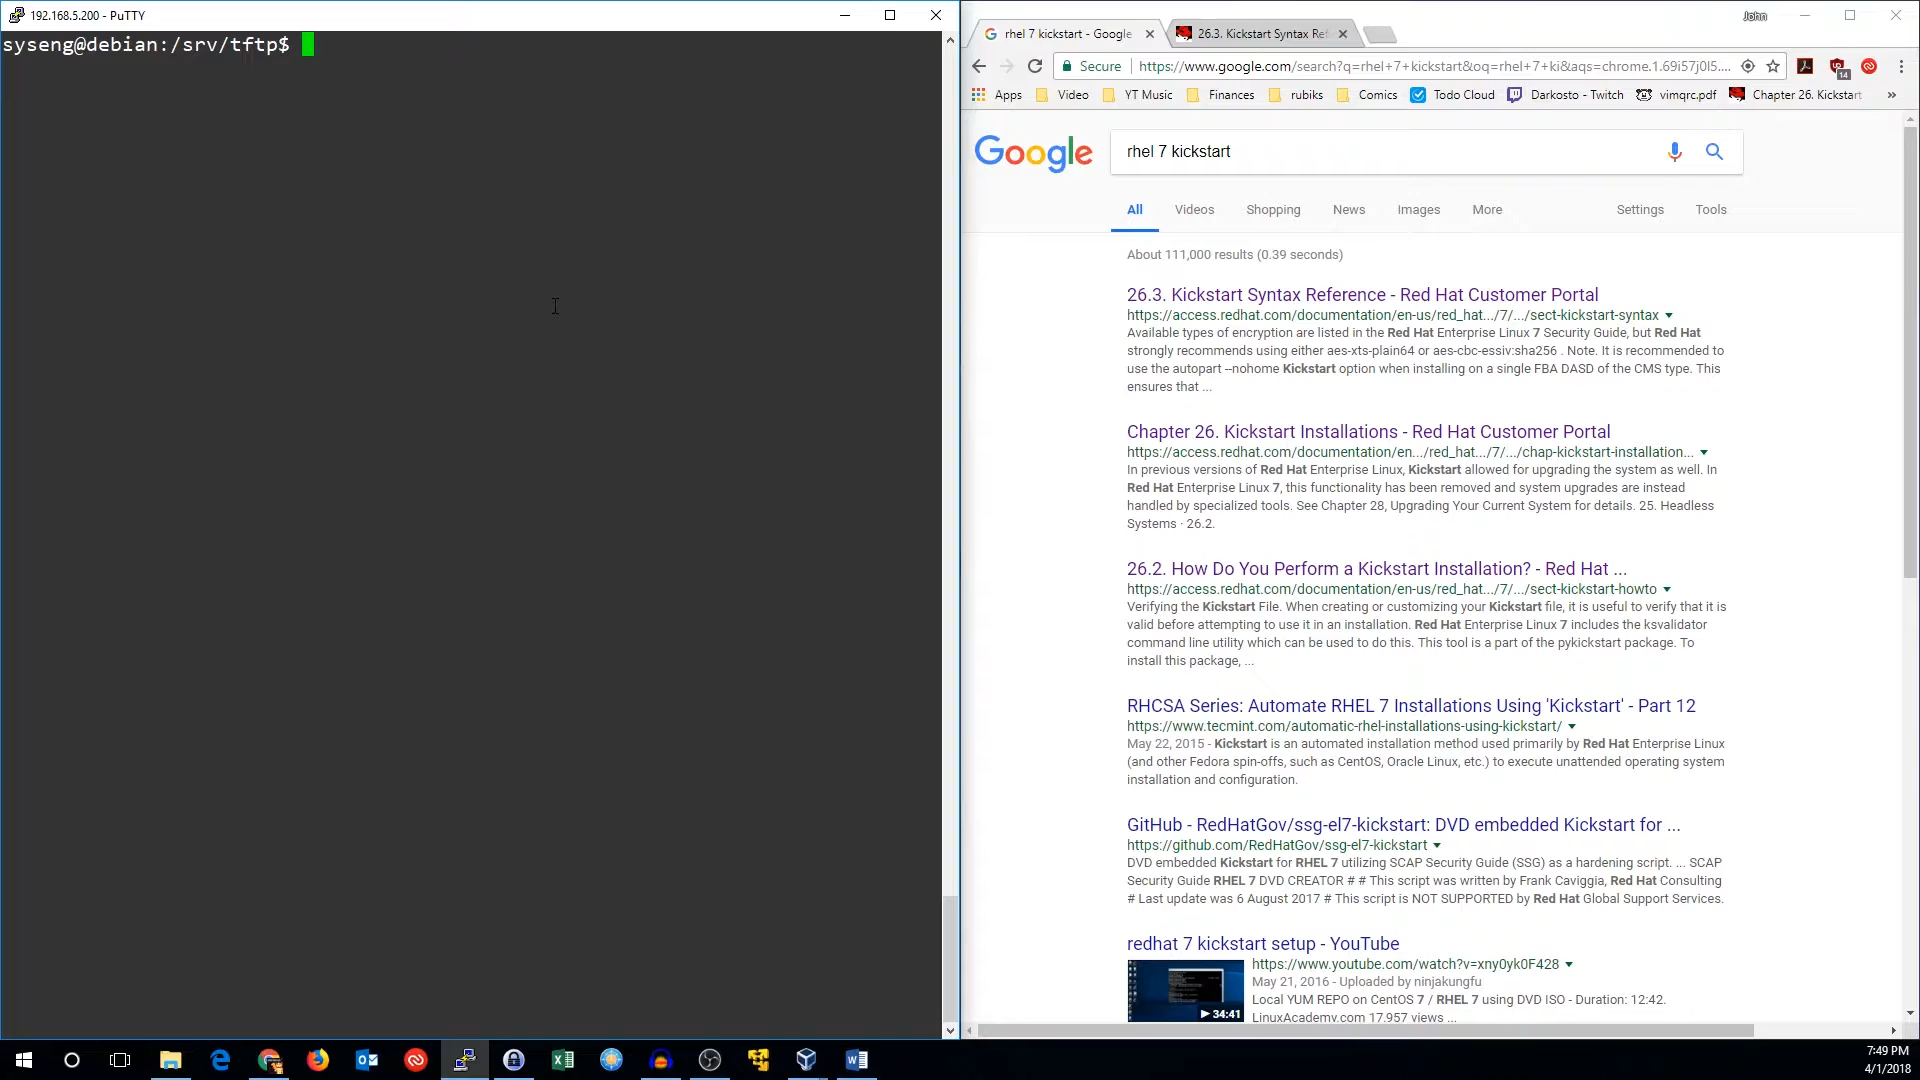 192.168.5.200 - PuTTY
syseng@debian:/srv/tftp$
John
rhel 7 kickstart - Google
26.3. Kickstart Syntax Ref
Secure
https://www.google.com/search?q=rhel+7+kickstart&oq=rhel+7+ki&aqs=chrome.1.69i57j0l5....
14
Apps Video YT Music Finances rubiks Comics Todo Cloud Darkosto - Twitch vimqrc.pdf Chapter 26. Kickstart »
Google
rhel 7 kickstart
All Videos Shopping News Images More Settings Tools
About 111,000 results (0.39 seconds)
26.3. Kickstart Syntax Reference - Red Hat Customer Portal
https://access.redhat.com/documentation/en-us/red_hat.../7/.../sect-kickstart-syntax
Available types of encryption are listed in the Red Hat Enterprise Linux 7 Security Guide, but Red Hat
strongly recommends using either aes-xts-plain64 or aes-cbc-essiv:sha256 . Note. It is recommended to
use the autopart --nohome Kickstart option when installing on a single FBA DASD of the CMS type. This
ensures that ...
Chapter 26. Kickstart Installations - Red Hat Customer Portal
https://access.redhat.com/documentation/en.../red_hat.../7/.../chap-kickstart-installation...
In previous versions of Red Hat Enterprise Linux, Kickstart allowed for upgrading the system as well. In
Red Hat Enterprise Linux 7, this functionality has been removed and system upgrades are instead
handled by specialized tools. See Chapter 28, Upgrading Your Current System for details. 25. Headless
Systems · 26.2.
26.2. How Do You Perform a Kickstart Installation? - Red Hat ...
https://access.redhat.com/documentation/en-us/red_hat.../7/.../sect-kickstart-howto
Verifying the Kickstart File. When creating or customizing your Kickstart file, it is useful to verify that it is
valid before attempting to use it in an installation. Red Hat Enterprise Linux 7 includes the ksvalidator
command line utility which can be used to do this. This tool is a part of the pykickstart package. To
install this package, ...
RHCSA Series: Automate RHEL 7 Installations Using 'Kickstart' - Part 12
https://www.tecmint.com/automatic-rhel-installations-using-kickstart/
May 22, 2015 - Kickstart is an automated installation method used primarily by Red Hat Enterprise Linux
(and other Fedora spin-offs, such as CentOS, Oracle Linux, etc.) to execute unattended operating system
installation and configuration.
GitHub - RedHatGov/ssg-el7-kickstart: DVD embedded Kickstart for ...
https://github.com/RedHatGov/ssg-el7-kickstart
DVD embedded Kickstart for RHEL 7 utilizing SCAP Security Guide (SSG) as a hardening script. ... SCAP
Security Guide RHEL 7 DVD CREATOR # # This script was written by Frank Caviggia, Red Hat Consulting
# Last update was 6 August 2017 # This script is NOT SUPPORTED by Red Hat Global Support Services.
redhat 7 kickstart setup - YouTube
https://www.youtube.com/watch?v=xny0yk0F428
May 21, 2016 - Uploaded by ninjakungfu
Local YUM REPO on CentOS 7 / RHEL 7 using DVD ISO - Duration: 12:42.
34:41
LinuxAcademy.com 17,957 views ...
7:49 PM
4/1/2018